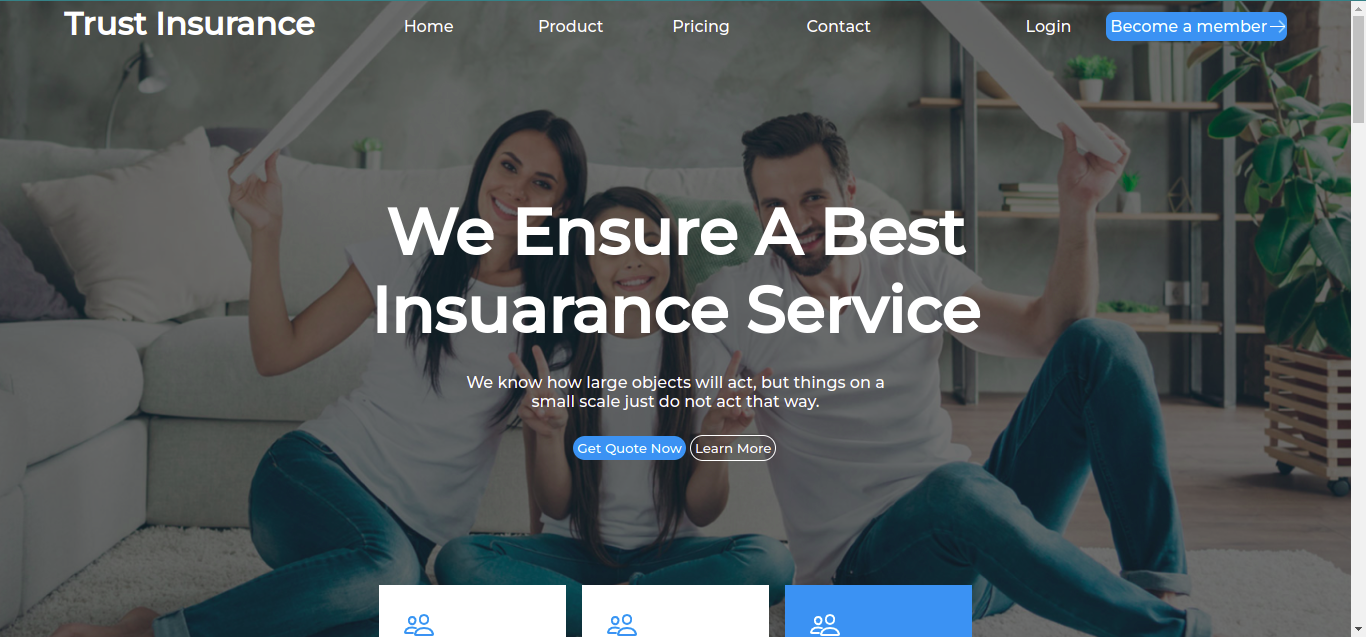 Trust Insurance
Home Product Pricing Contact Login Become a member
We Ensure A Best
Insuarance Service
We know how large objects will act, but things on a
small scale just do not act that way.
Get Quote Now Learn More